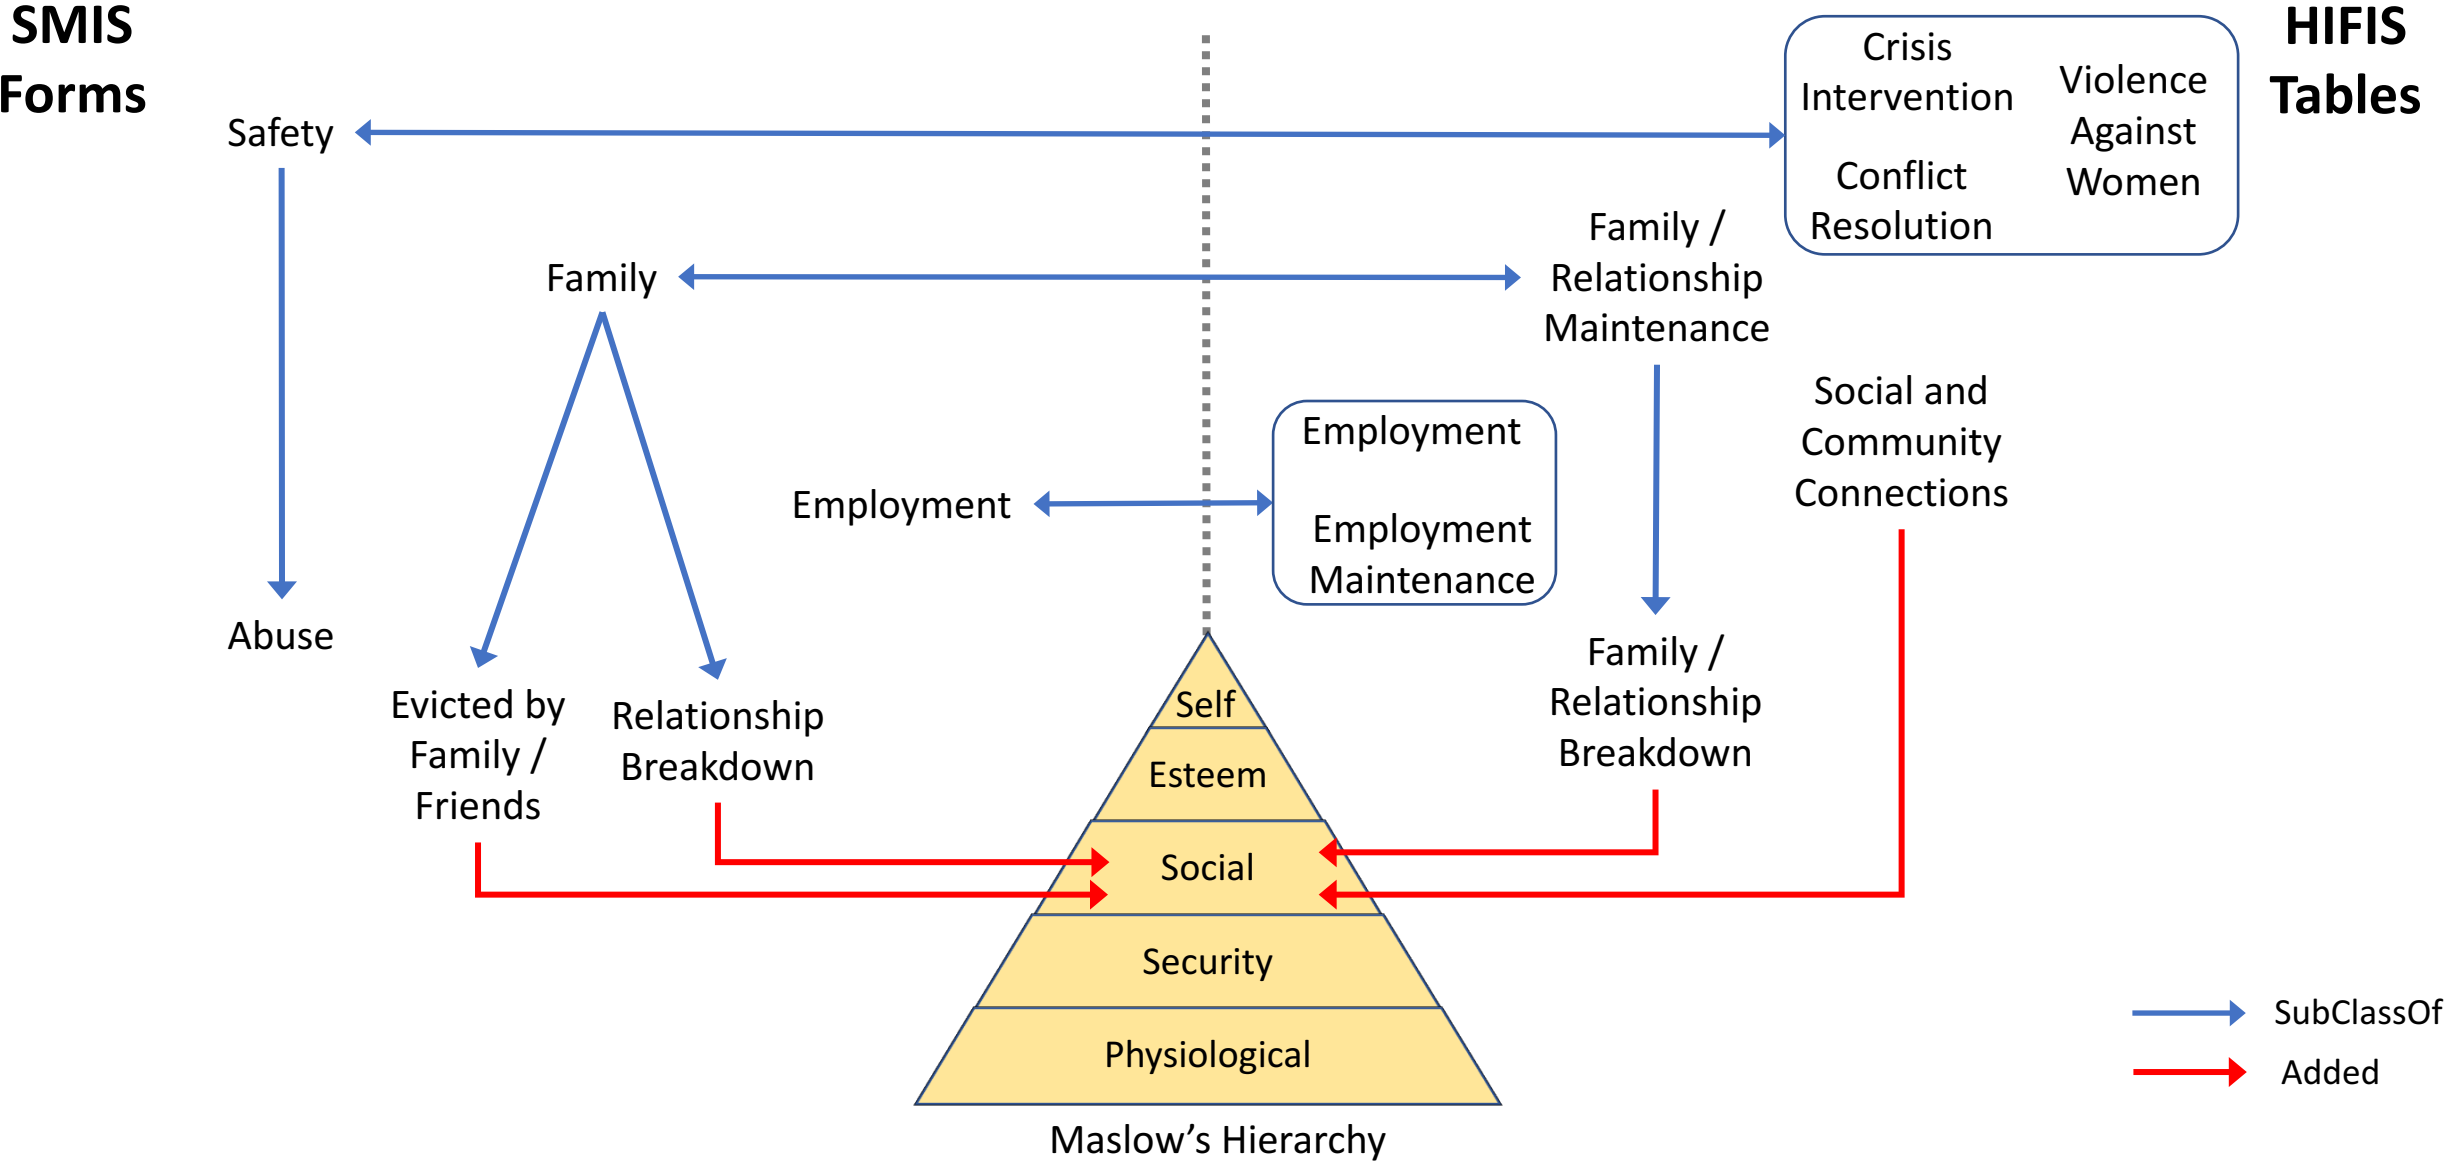 SMIS
Forms
HIFIS
Tables
Crisis
Intervention
Conflict
Resolution
Violence
Against
Women
Safety
Family
Family /
Relationship
Maintenance
Social and
Community
Connections
Employment
Employment
Employment
Maintenance
Abuse
Evicted by
Family /
Friends
Relationship
Breakdown
Family /
Relationship
Breakdown
Self
Esteem
Social
Security
Physiological
Maslow’s Hierarchy
SubClassOf
Added